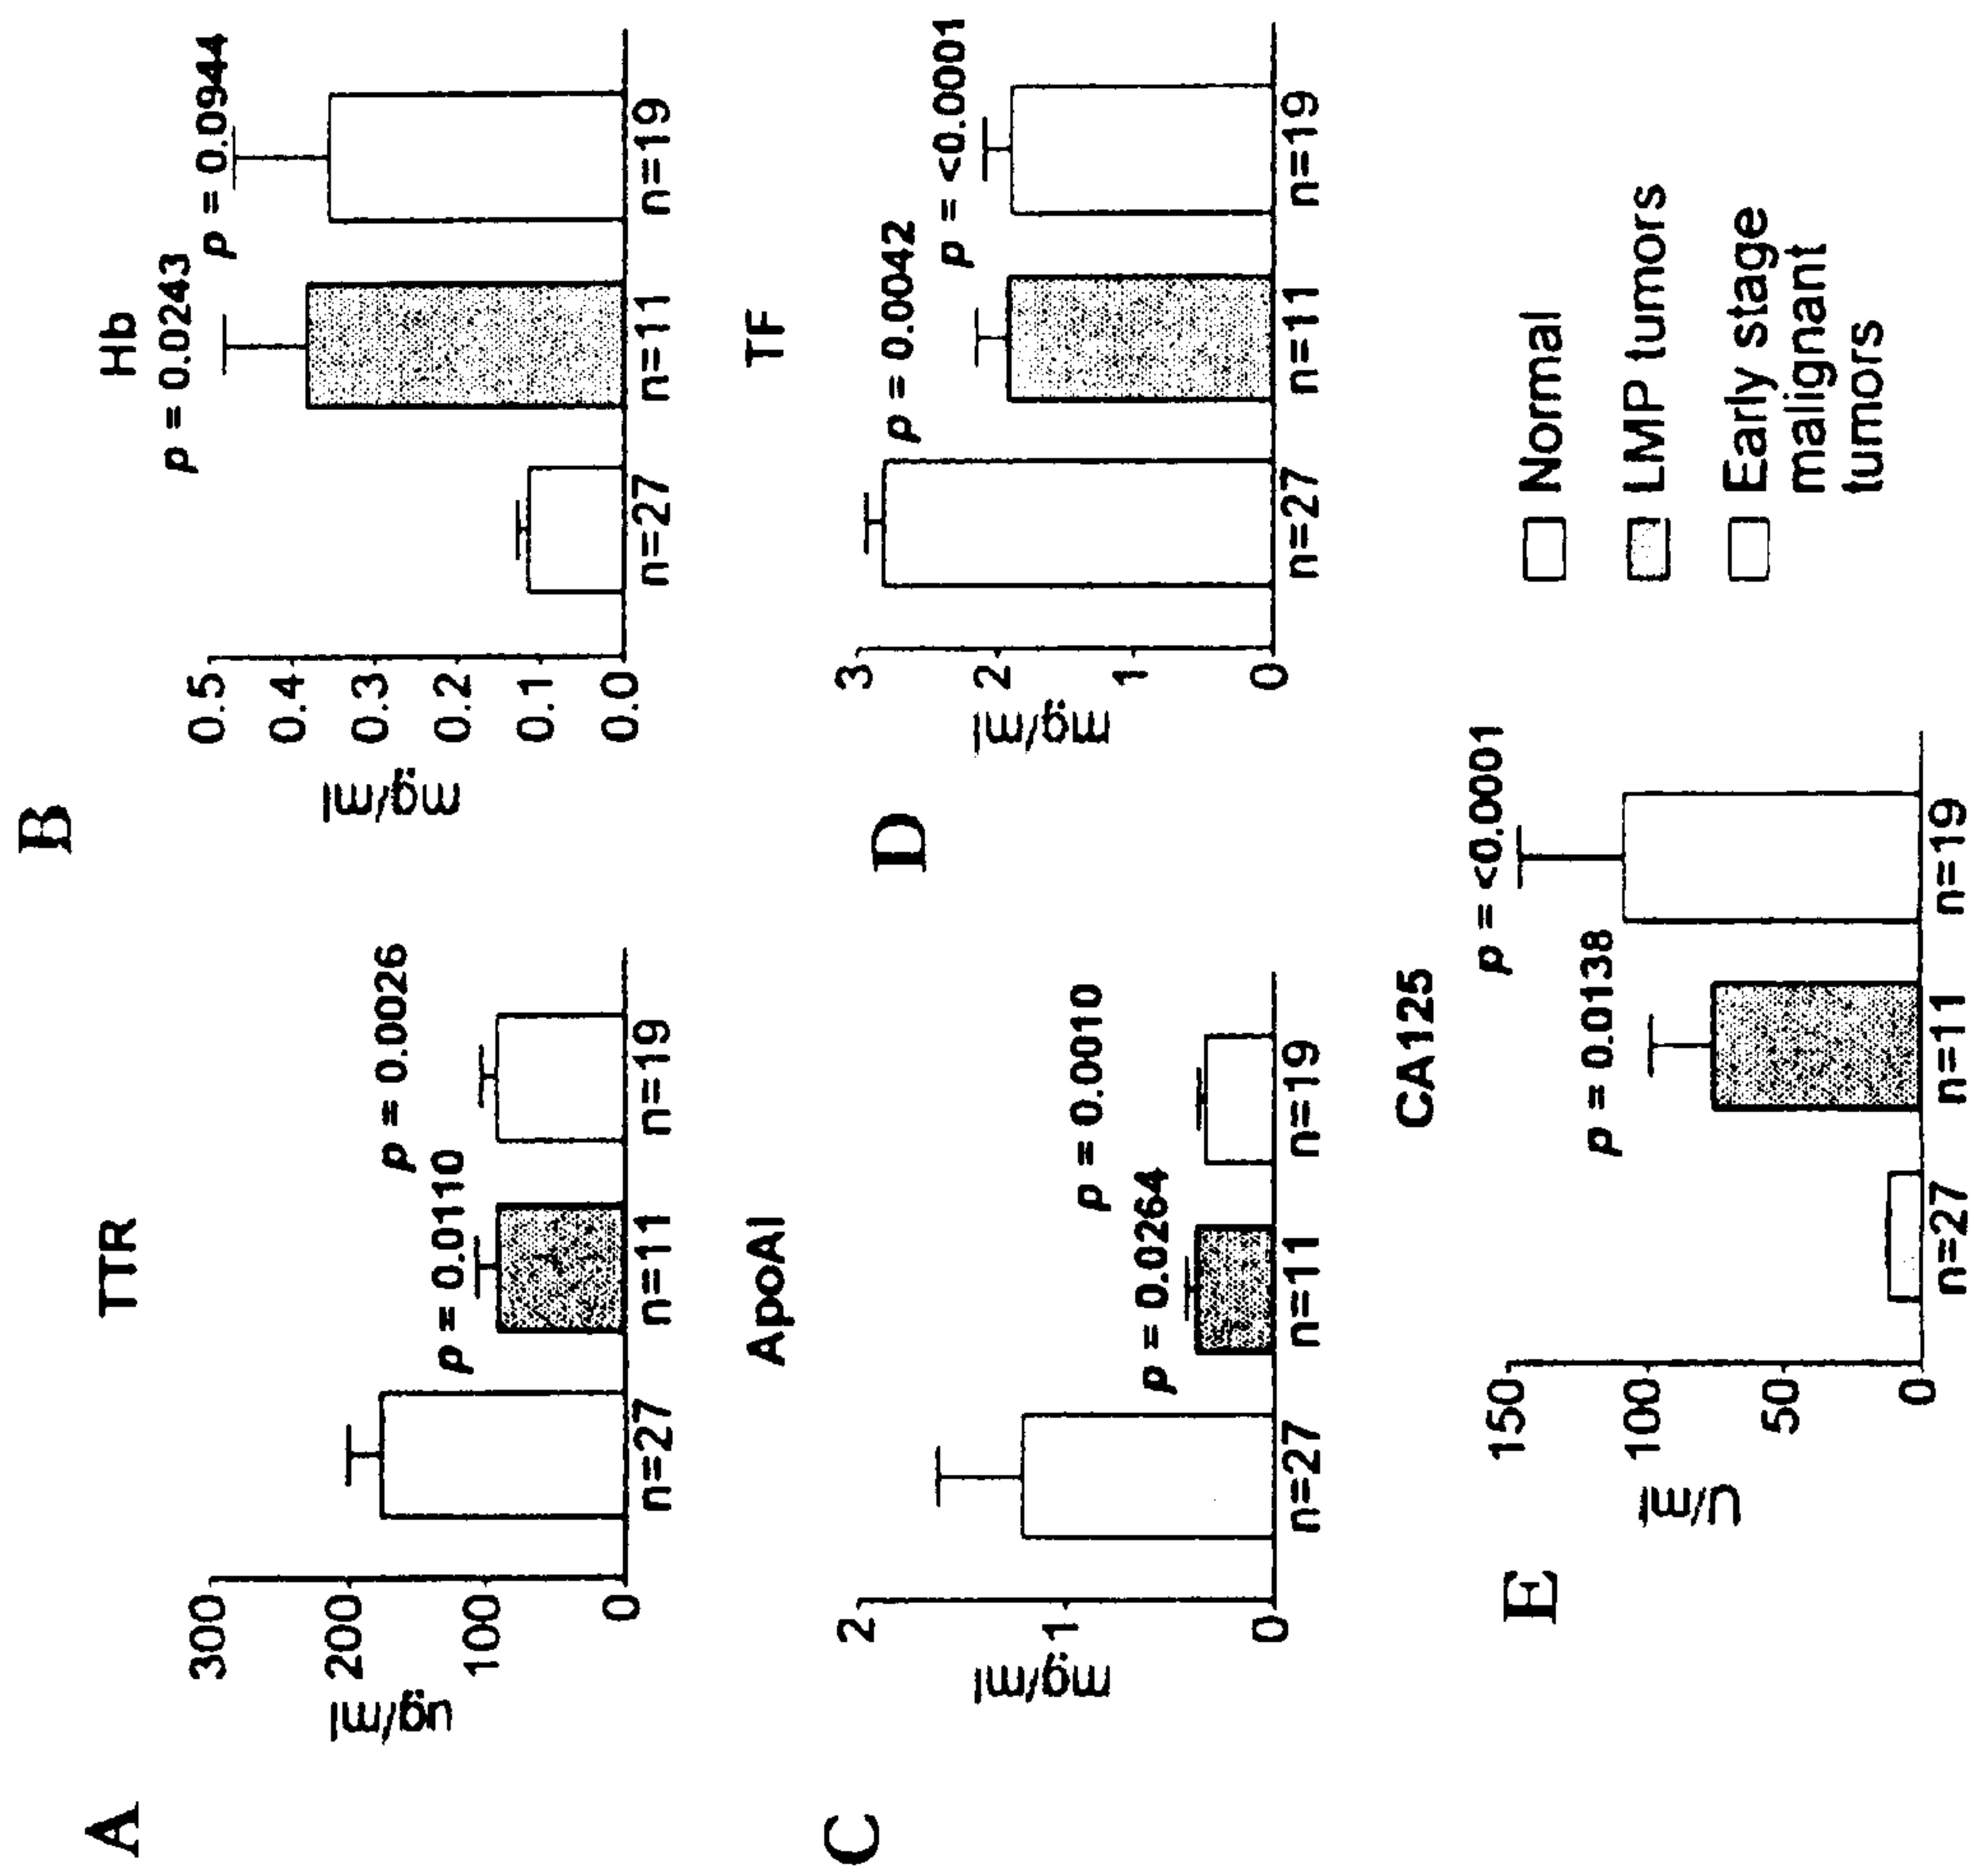 A
TTR
ug/ml
300
200
100
0
p = 0.0110
p = 0.0026
n=27
n=11
n=19
B
Hb
mg/ml
0.5
0.4
0.3
0.2
0.1
0.0
p = 0.0243
p = 0.0944
n=27
n=11
n=19
C
ApoAI
mg/ml
2
1
0
p = 0.0264
p = 0.0010
n=27
n=11
n=19
D
TF
mg/ml
3
2
1
0
p = 0.0042
p = <0.0001
n=27
n=11
n=19
E
CA125
U/ml
150
100
50
0
p = 0.0138
p = <0.0001
n=27
n=11
n=19
Normal
LMP tumors
Early stage
malignant
tumors